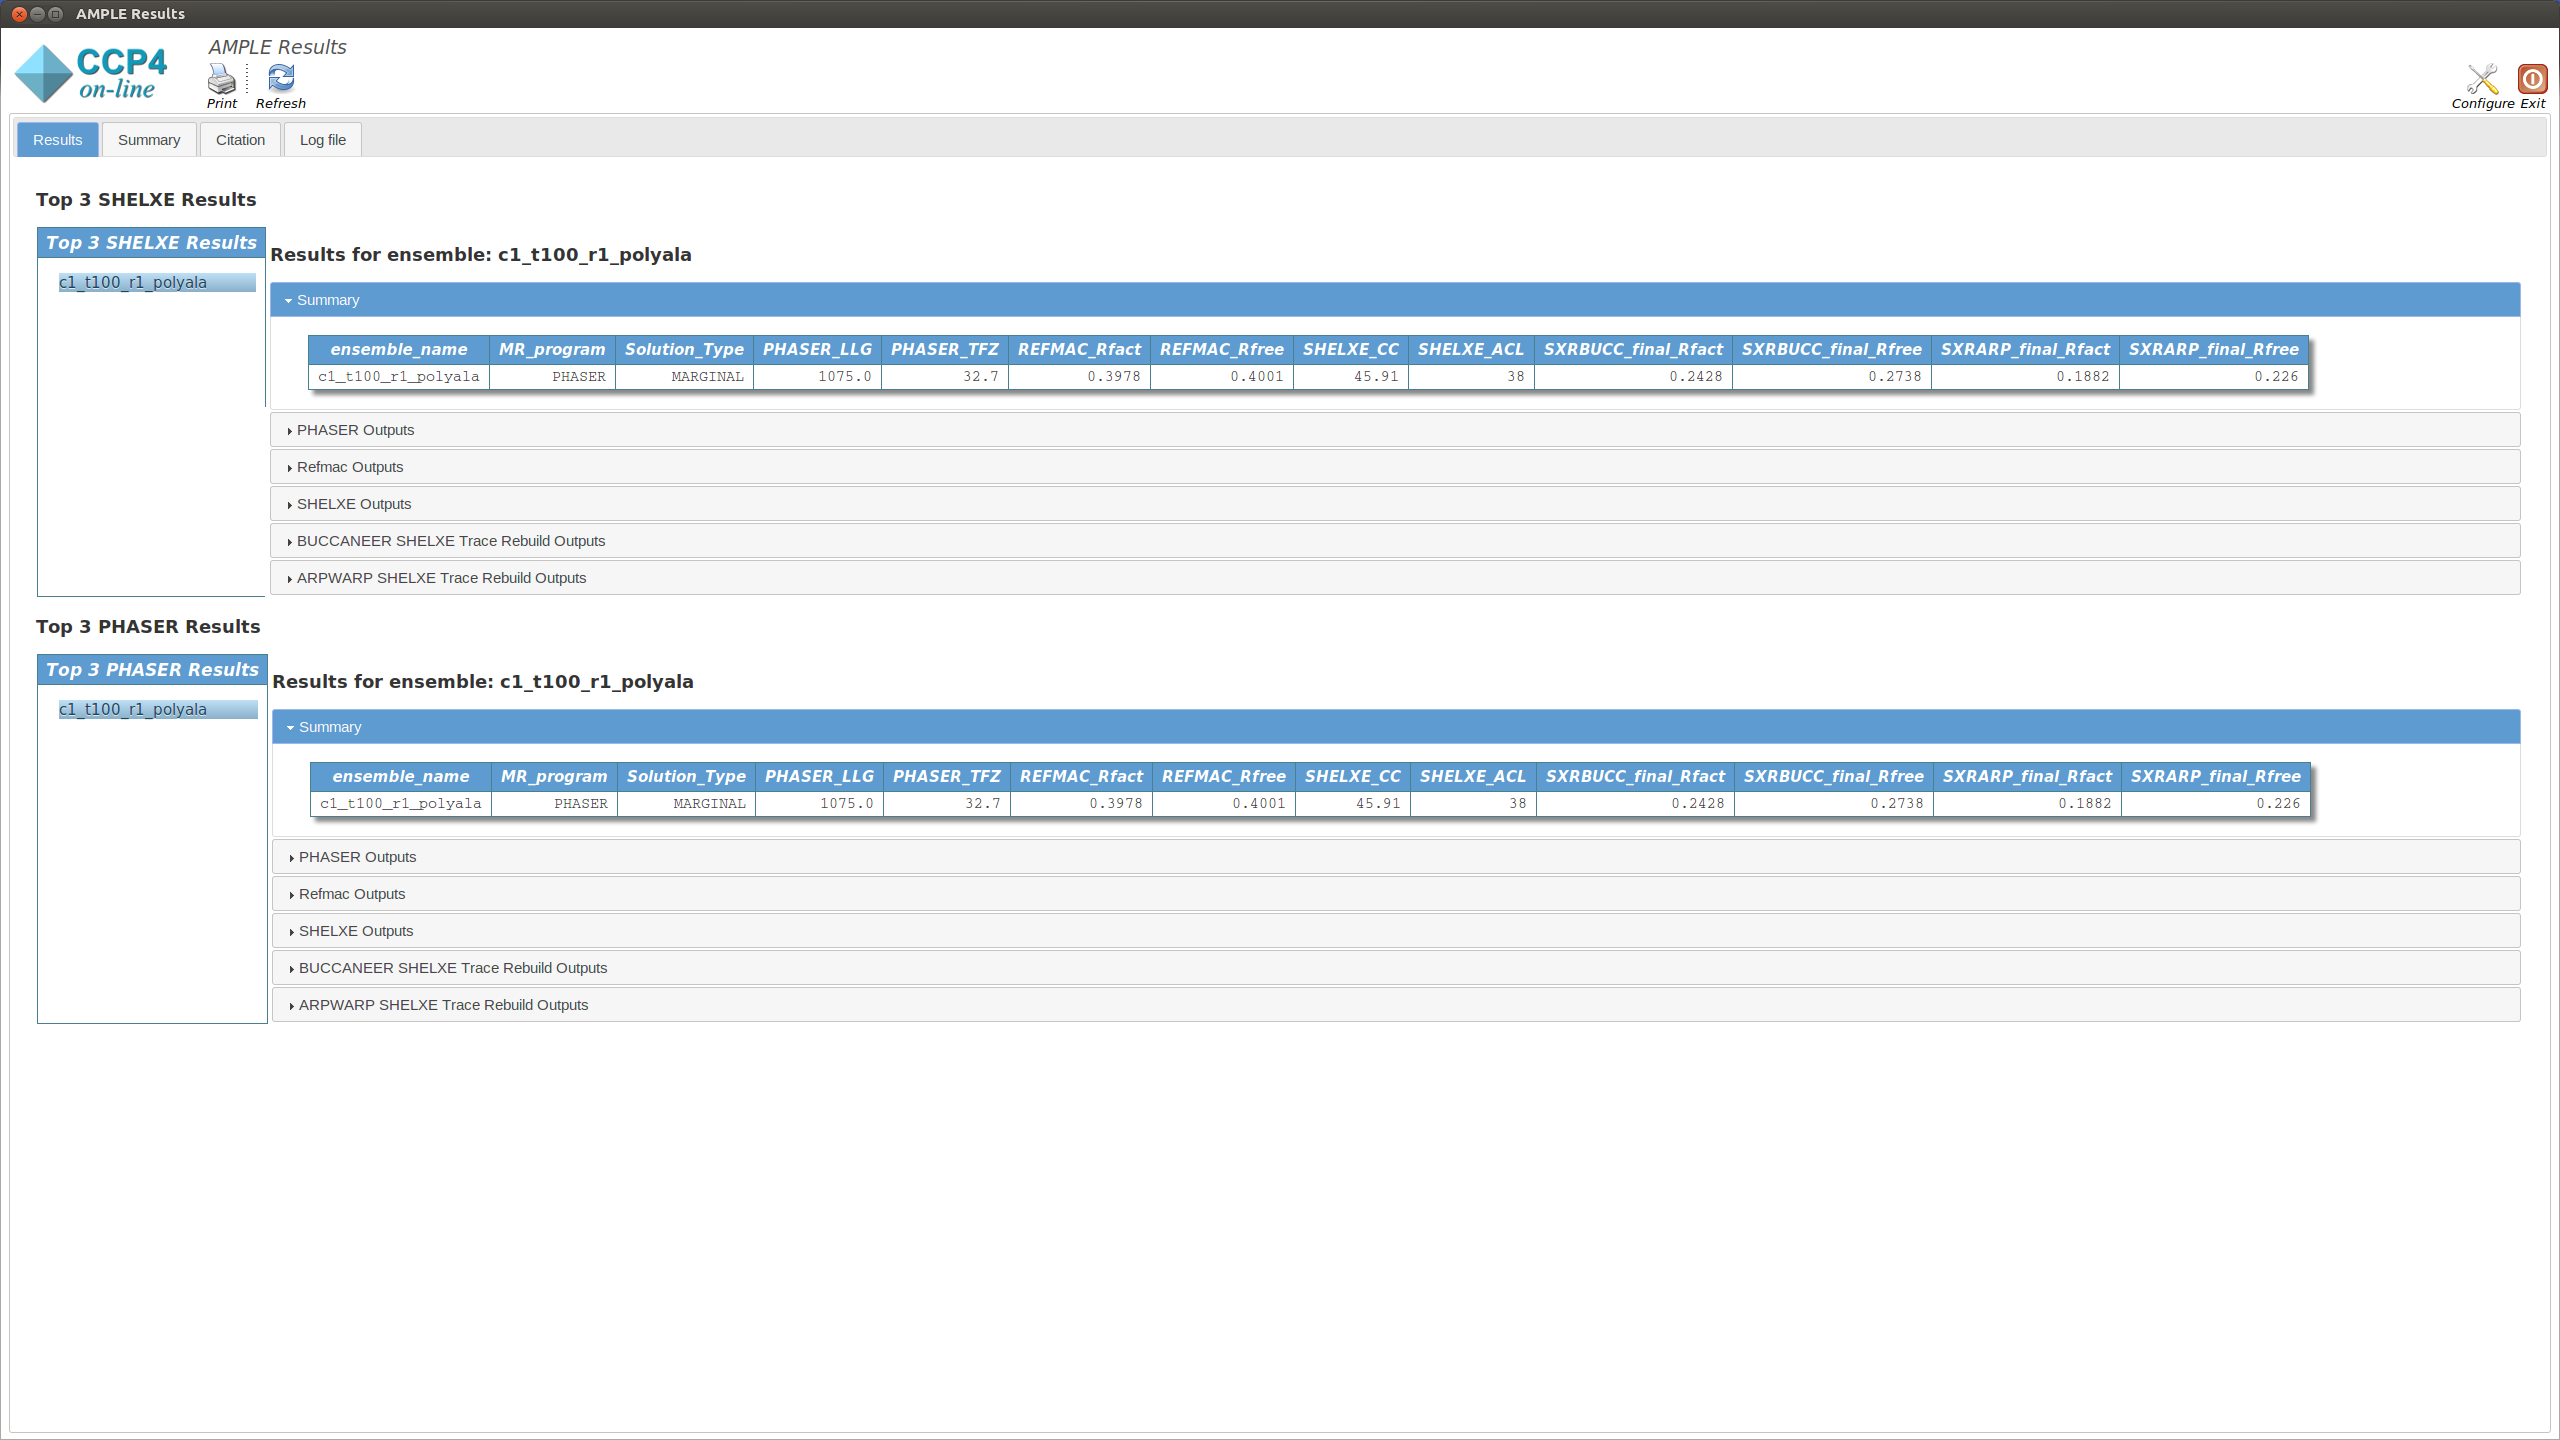 AMPLE Results
CCP4
on-line
AMPLE Results
Print Refresh
Configure Exit
Results Summary Citation Log file
Top 3 SHELXE Results
Top 3 SHELXE Results
c1_t100_r1_polyala
Results for ensemble: c1_t100_r1_polyala
Summary
ensemble_name MR_program Solution_Type PHASER_LLG PHASER_TFZ REFMAC_Rfact REFMAC_Rfree SHELXE_CC SHELXE_ACL SXRBUCC_final_Rfact SXRBUCC_final_Rfree SXRARP_final_Rfact SXRARP_final_Rfree
c1_t100_r1_polyala PHASER MARGINAL 1075.0 32.7 0.3978 0.4001 45.91 38 0.2428 0.2738 0.1882 0.226
PHASER Outputs
Refmac Outputs
SHELXE Outputs
BUCCANEER SHELXE Trace Rebuild Outputs
ARPWARP SHELXE Trace Rebuild Outputs
Top 3 PHASER Results
Top 3 PHASER Results
c1_t100_r1_polyala
Results for ensemble: c1_t100_r1_polyala
Summary
ensemble_name MR_program Solution_Type PHASER_LLG PHASER_TFZ REFMAC_Rfact REFMAC_Rfree SHELXE_CC SHELXE_ACL SXRBUCC_final_Rfact SXRBUCC_final_Rfree SXRARP_final_Rfact SXRARP_final_Rfree
c1_t100_r1_polyala PHASER MARGINAL 1075.0 32.7 0.3978 0.4001 45.91 38 0.2428 0.2738 0.1882 0.226
PHASER Outputs
Refmac Outputs
SHELXE Outputs
BUCCANEER SHELXE Trace Rebuild Outputs
ARPWARP SHELXE Trace Rebuild Outputs